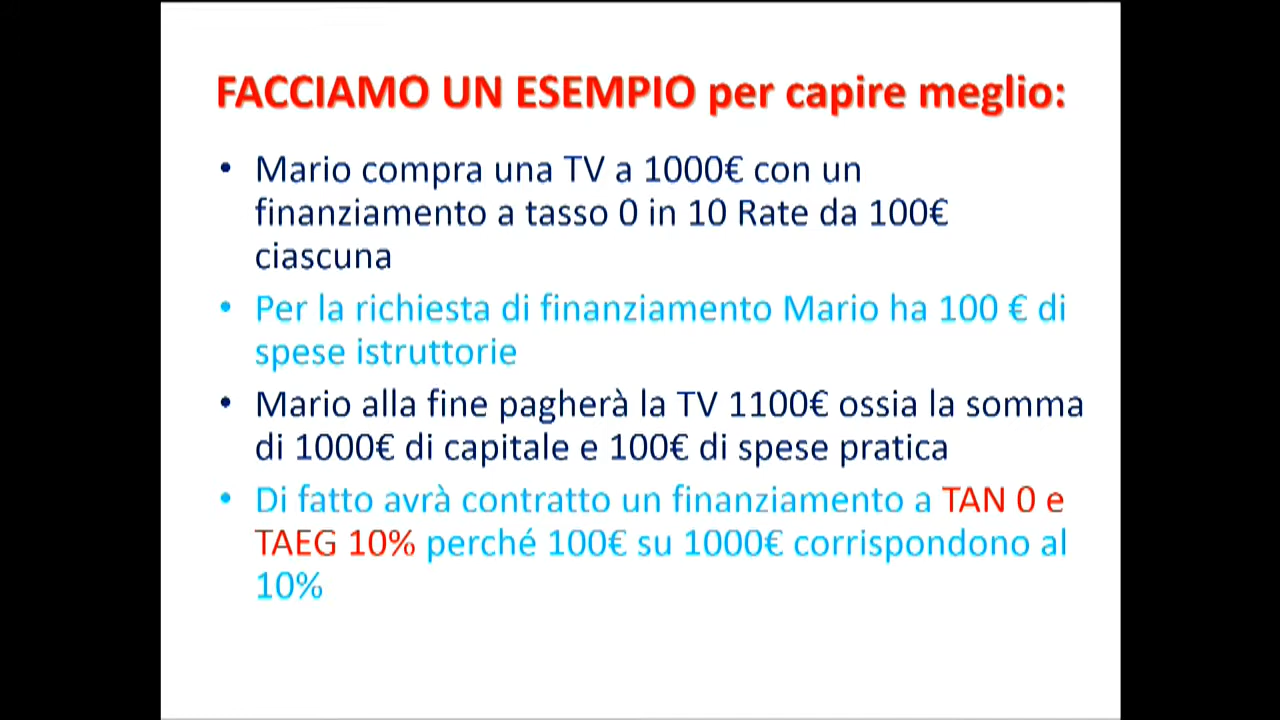 FACCIAMO UN ESEMPIO per capire meglio:
• Mario compra una TV a 1000€ con un
finanziamento a tasso 0 in 10 Rate da 100€
ciascuna
• Per la richiesta di finanziamento Mario ha 100 € di
spese istruttorie
• Mario alla fine pagherà la TV 1100€ ossia la somma
di 1000€ di capitale e 100€ di spese pratica
• Di fatto avrà contratto un finanziamento a TAN 0 e
TAEG 10% perché 100€ su 1000€ corrispondono al
10%